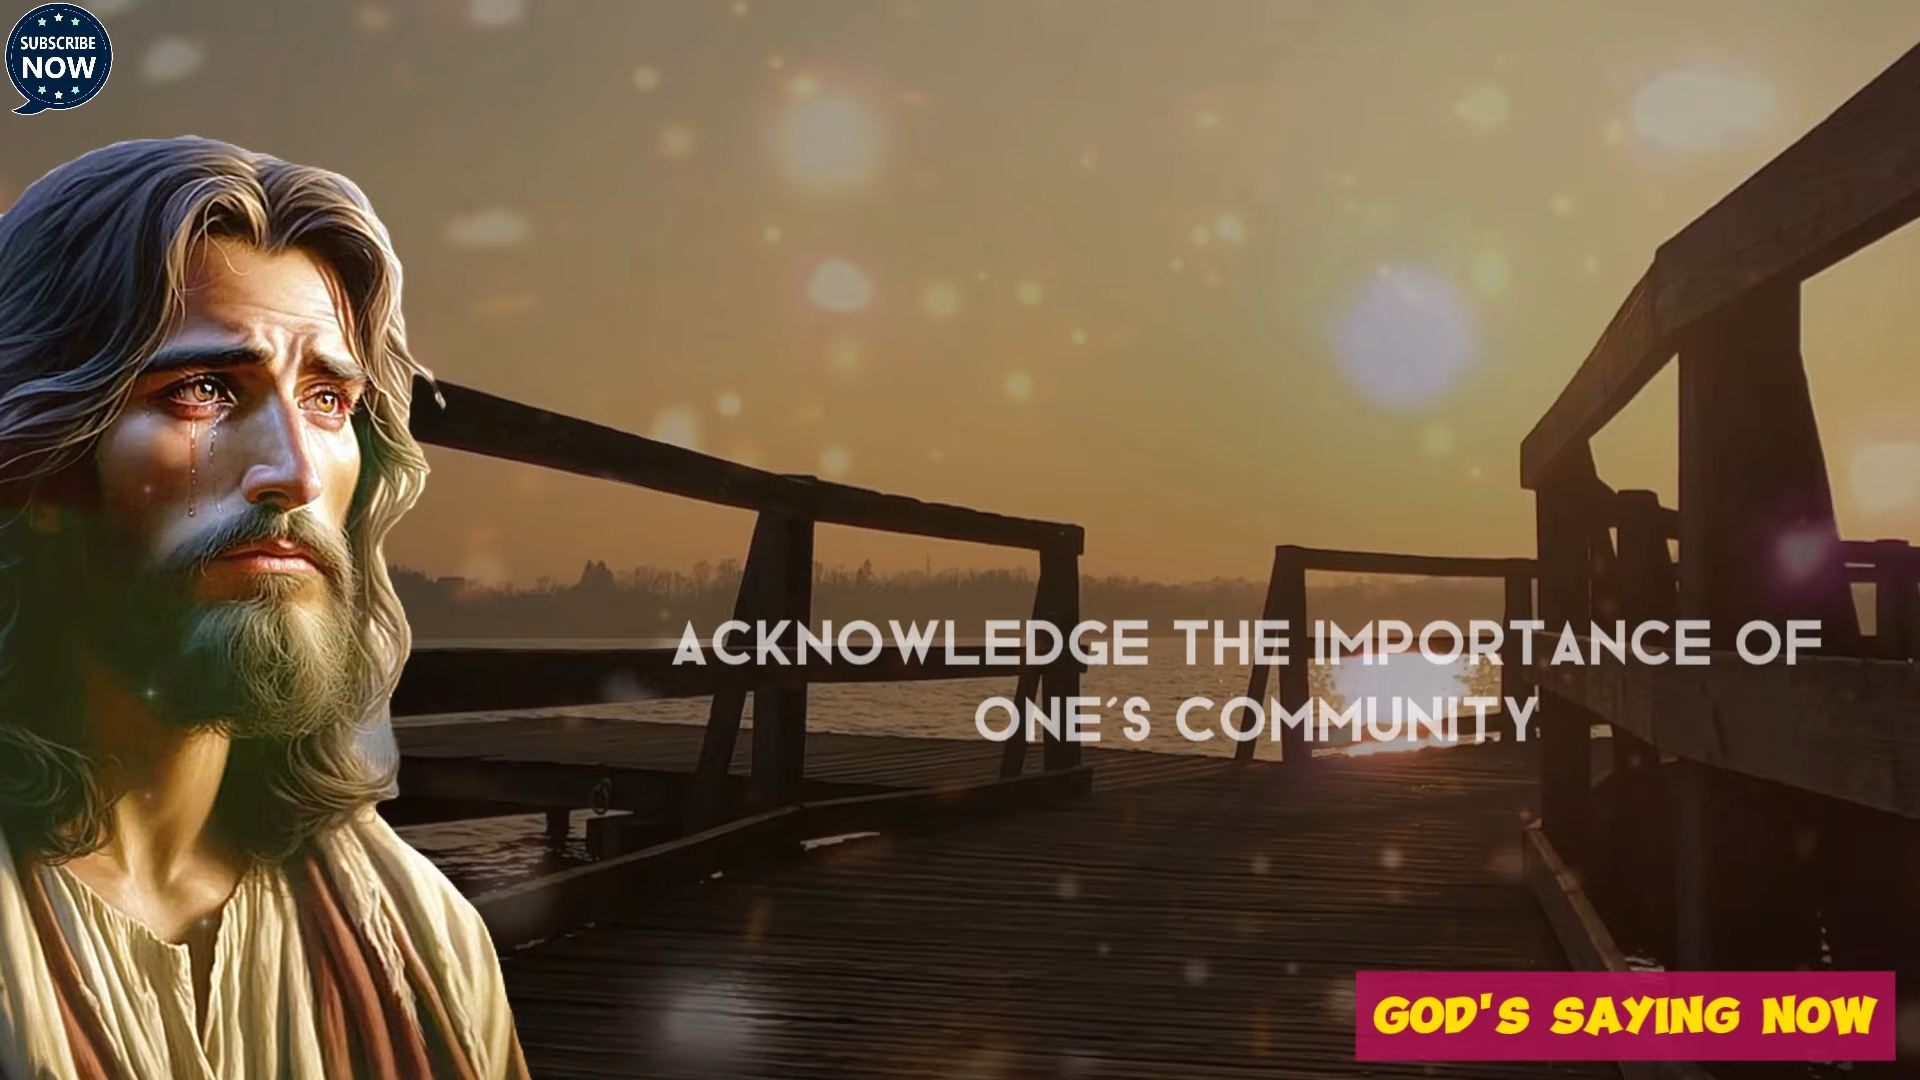 SUBSCRIBE
NOW
ACKNOWLEDGE THE IMPORTANCE OF
ONE'S COMMUNITY
GOD'S SAYING NOW